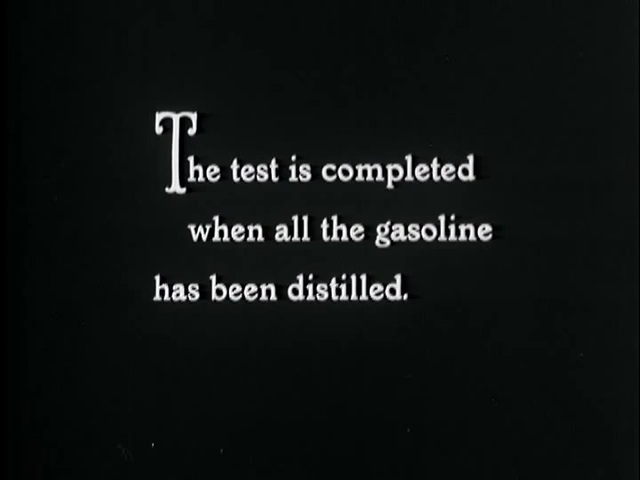 The test is completed
when all the gasoline
has been distilled.